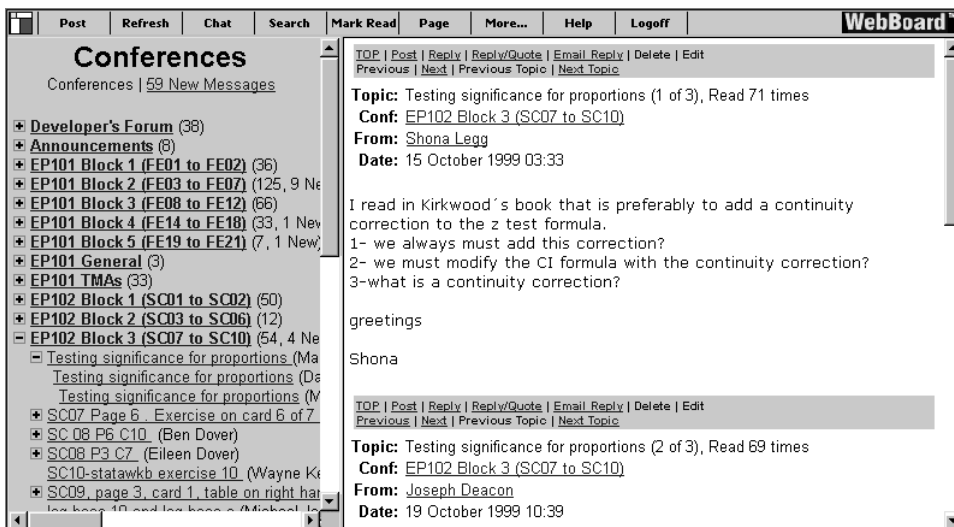 Post Refresh Chat Search Mark Read Page More... Help Logoff WebBoard
Conferences
Conferences | 59 New Messages
Developer's Forum (38)
Announcements (8)
EP101 Block 1 (FE01 to FE02) (36)
EP101 Block 2 (FE03 to FE07) (125, 9 Ne
EP101 Block 3 (FE08 to FE12) (66)
EP101 Block 4 (FE14 to FE18) (33, 1 New)
EP101 Block 5 (FE19 to FE21) (7, 1 New)
EP101 General (3)
EP101 TMAs (33)
EP102 Block 1 (SC01 to SC02) (50)
EP102 Block 2 (SC03 to SC06) (12)
EP102 Block 3 (SC07 to SC10) (54, 4 Ne
Testing significance for proportions (Ma
Testing significance for proportions (Da
Testing significance for proportions (M
SC07 Page 6 . Exercise on card 6 of 7
SC 08 P6 C10 (Ben Dover)
SC08 P3 C7 (Eileen Dover)
SC10-statawkb exercise 10 (Wayne Ke
SC09, page 3, card 1, table on right har
TOP | Post | Reply | Reply/Quote | Email Reply | Delete | Edit
Previous | Next | Previous Topic | Next Topic
Topic: Testing significance for proportions (1 of 3), Read 71 times
Conf: EP102 Block 3 (SC07 to SC10)
From: Shona Legg
Date: 15 October 1999 03:33
I read in Kirkwood´s book that is preferably to add a continuity
correction to the z test formula.
1- we always must add this correction?
2- we must modify the CI formula with the continuity correction?
3-what is a continuity correction?
greetings
Shona
TOP | Post | Reply | Reply/Quote | Email Reply | Delete | Edit
Previous | Next | Previous Topic | Next Topic
Topic: Testing significance for proportions (2 of 3), Read 69 times
Conf: EP102 Block 3 (SC07 to SC10)
From: Joseph Deacon
Date: 19 October 1999 10:39